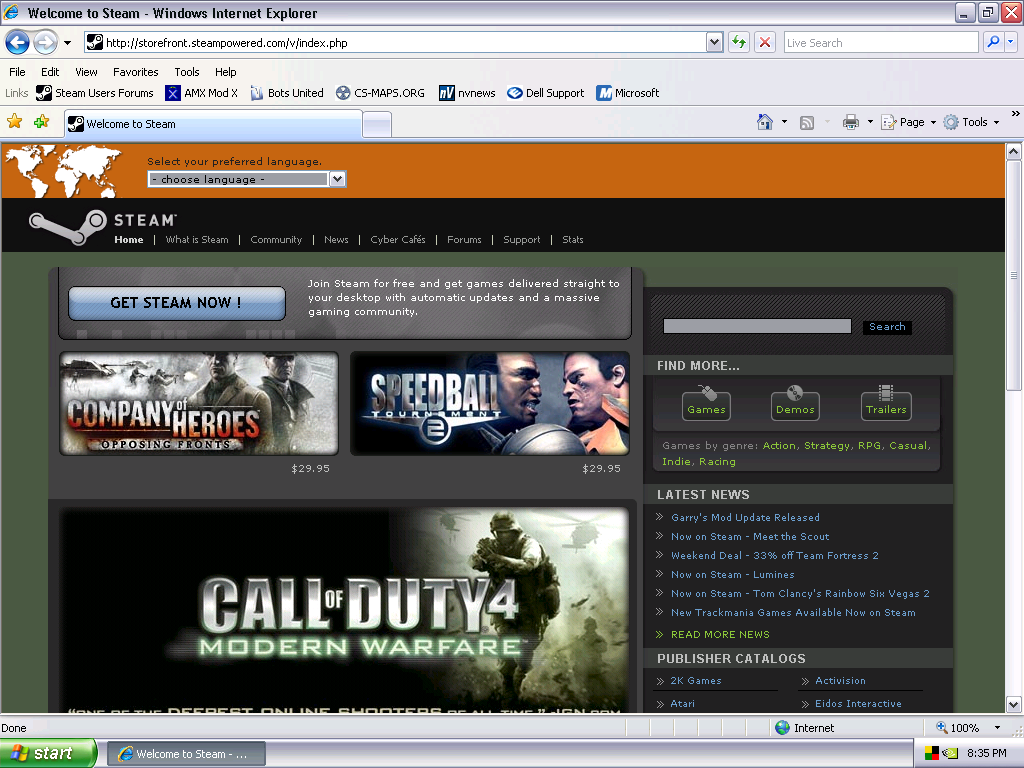 Welcome to Steam - Windows Internet Explorer
http://storefront.steampowered.com/v/index.php
Live Search
File Edit View Favorites Tools Help
Links Steam Users Forums AMX Mod X Bots United CS-MAPS.ORG nV nvnews Dell Support Microsoft
Welcome to Steam
Page Tools
Select your preferred language.
- choose language -
STEAM™
Home | What is Steam | Community | News | Cyber Cafés | Forums | Support | Stats
GET STEAM NOW !
Join Steam for free and get games delivered straight to
your desktop with automatic updates and a massive
gaming community.
COMPANY of HEROES
OPPOSING FRONTS
$29.95
SPEEDBALL
TOURNAMENT
2
$29.95
CALL OF DUTY 4
MODERN WARFARE
"ONE OF THE DEEPEST ONLINE SHOOTERS OF ALL TIME." -IGN.COM
Search
FIND MORE...
Games Demos Trailers
Games by genre: Action, Strategy, RPG, Casual,
Indie, Racing
LATEST NEWS
Garry's Mod Update Released
Now on Steam - Meet the Scout
Weekend Deal - 33% off Team Fortress 2
Now on Steam - Lumines
Now on Steam - Tom Clancy's Rainbow Six Vegas 2
New Trackmania Games Available Now on Steam
READ MORE NEWS
PUBLISHER CATALOGS
2K Games Activision
Atari Eidos Interactive
Done Internet 100%
start Welcome to Steam - ... 8:35 PM